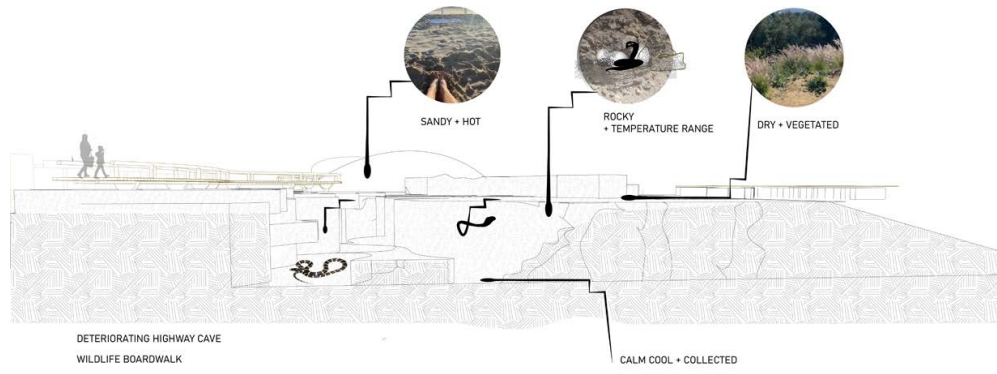 SANDY + HOT
ROCKY
+ TEMPERATURE RANGE
DRY + VEGETATED
DETERIORATING HIGHWAY CAVE
WILDLIFE BOARDWALK
CALM COOL + COLLECTED